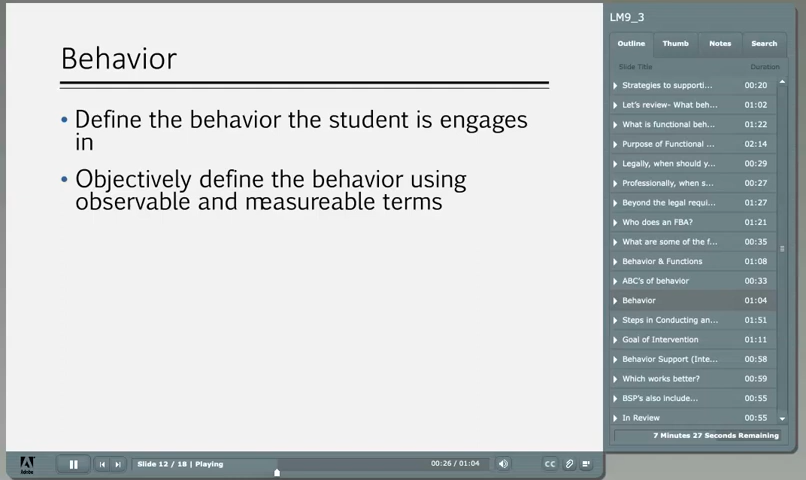 Behavior
• Define the behavior the student is engages
in
• Objectively define the behavior using
observable and measureable terms
LM9_3
Outline Thumb Notes Search
Slide Title Duration
Strategies to supporti... 00:20
Let's review- What beh... 01:02
What is functional beh... 01:22
Purpose of Functional ... 02:14
Legally, when should y... 00:29
Professionally, when s... 00:27
Beyond the legal requi... 01:27
Who does an FBA? 01:21
What are some of the f... 00:35
Behavior & Functions 01:08
ABC's of behavior 00:33
Behavior 01:04
Steps in Conducting an... 01:51
Goal of Intervention 01:11
Behavior Support (Inte... 00:58
Which works better? 00:59
BSP's also include... 00:55
In Review 00:55
7 Minutes 27 Seconds Remaining
Adobe
Slide 12 / 18 | Playing
00:26 / 01:04
CC